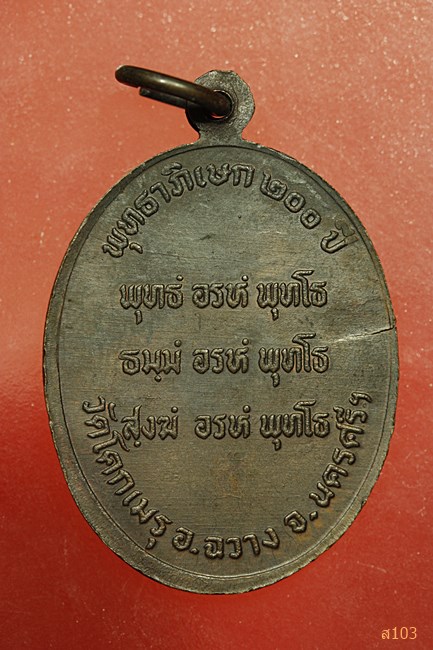 พุทธาภิเษก ๒๐๐ ปี
พุทธํ อรหํ พุทโธ
ธมฺมํ อรหํ พุทโธ
สงฺฆํ อรหํ พุทโธ
วัดโคกเมรุ อ.ฉวาง จ.นครศรีฯ
ส103